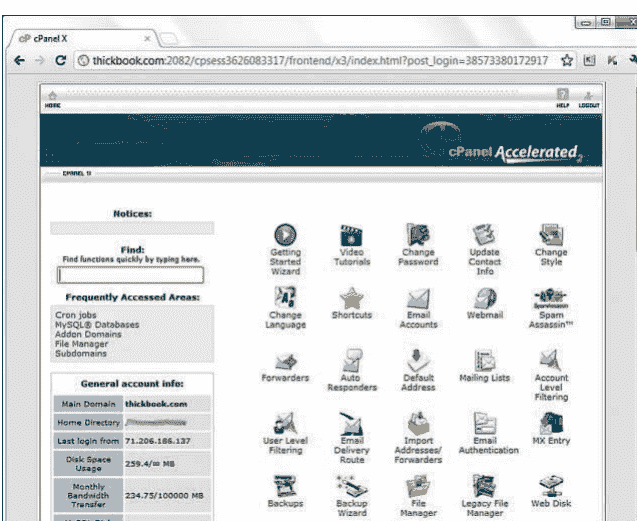 cP cPanel X
thickbook.com:2082/cpsess3626083317/frontend/x3/index.html?post_login=38573380172917
HOME
HELP LOGOUT
cPanel Accelerated2
CPANEL 11
Notices:
Find:
Find functions quickly by typing here.
Frequently Accessed Areas:
Cron jobs
MySQL® Databases
Addon Domains
File Manager
Subdomains
General account info:
Main Domain thickbook.com
Home Directory
Last login from 71.206.186.137
Disk Space
Usage
259.4/∞ MB
Monthly
Bandwidth
Transfer
234.75/100000 MB
Getting
Started
Wizard
Video
Tutorials
Change
Password
Update
Contact
Info
Change
Style
Change
Language
Shortcuts
Email
Accounts
Webmail
SpamAssassin
Spam
Assassin™
Forwarders
Auto
Responders
Default
Address
Mailing Lists
Account
Level
Filtering
User Level
Filtering
Email
Delivery
Route
Import
Addresses/
Forwarders
Email
Authentication
MX Entry
Backups
Backup
Wizard
File
Manager
Legacy File
Manager
Web Disk